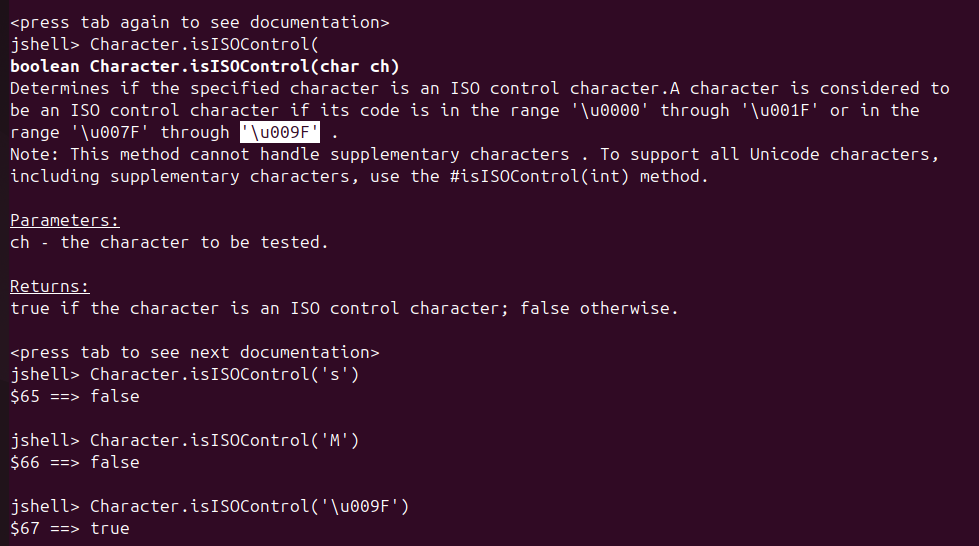 <press tab again to see documentation>
jshell> Character.isISOControl(
boolean Character.isISOControl(char ch)
Determines if the specified character is an ISO control character.A character is considered to
be an ISO control character if its code is in the range '\u0000' through '\u001F' or in the
range '\u007F' through '\u009F' .
Note: This method cannot handle supplementary characters . To support all Unicode characters,
including supplementary characters, use the #isISOControl(int) method.
Parameters:
ch - the character to be tested.
Returns:
true if the character is an ISO control character; false otherwise.
<press tab to see next documentation>
jshell> Character.isISOControl('s')
$65 ==> false
jshell> Character.isISOControl('M')
$66 ==> false
jshell> Character.isISOControl('\u009F')
$67 ==> true